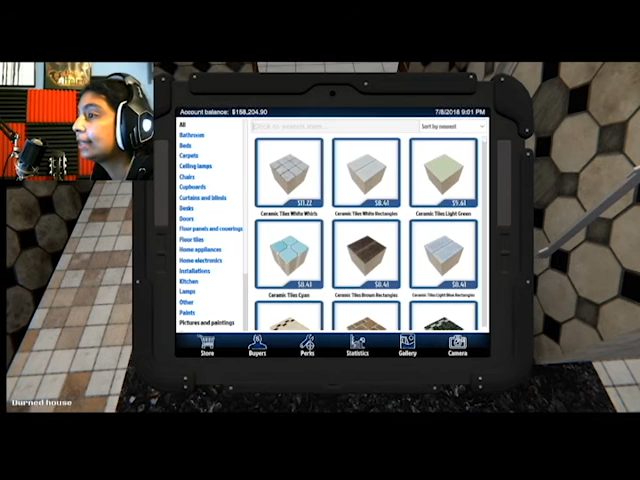 Account balance: $158,204.90
7/8/2018 9:01 PM
All
Bathroom
Beds
Carpets
Ceiling lamps
Chairs
Cupboards
Curtains and blinds
Desks
Doors
Floor panels and coverings
Floor tiles
Home appliances
Home electronics
Installations
Kitchen
Lamps
Other
Paints
Pictures and paintings
Sort by newest
$11.22
$8.41
$9.61
Ceramic Tiles White Whirls
Ceramic Tiles White Rectangles
Ceramic Tiles Light Green
$8.41
$8.41
$8.41
Ceramic Tiles Cyan
Ceramic Tiles Brown Rectangles
Ceramic Tiles Light Blue Rectangles
Store
Buyers
Perks
Statistics
Gallery
Camera
Burned house